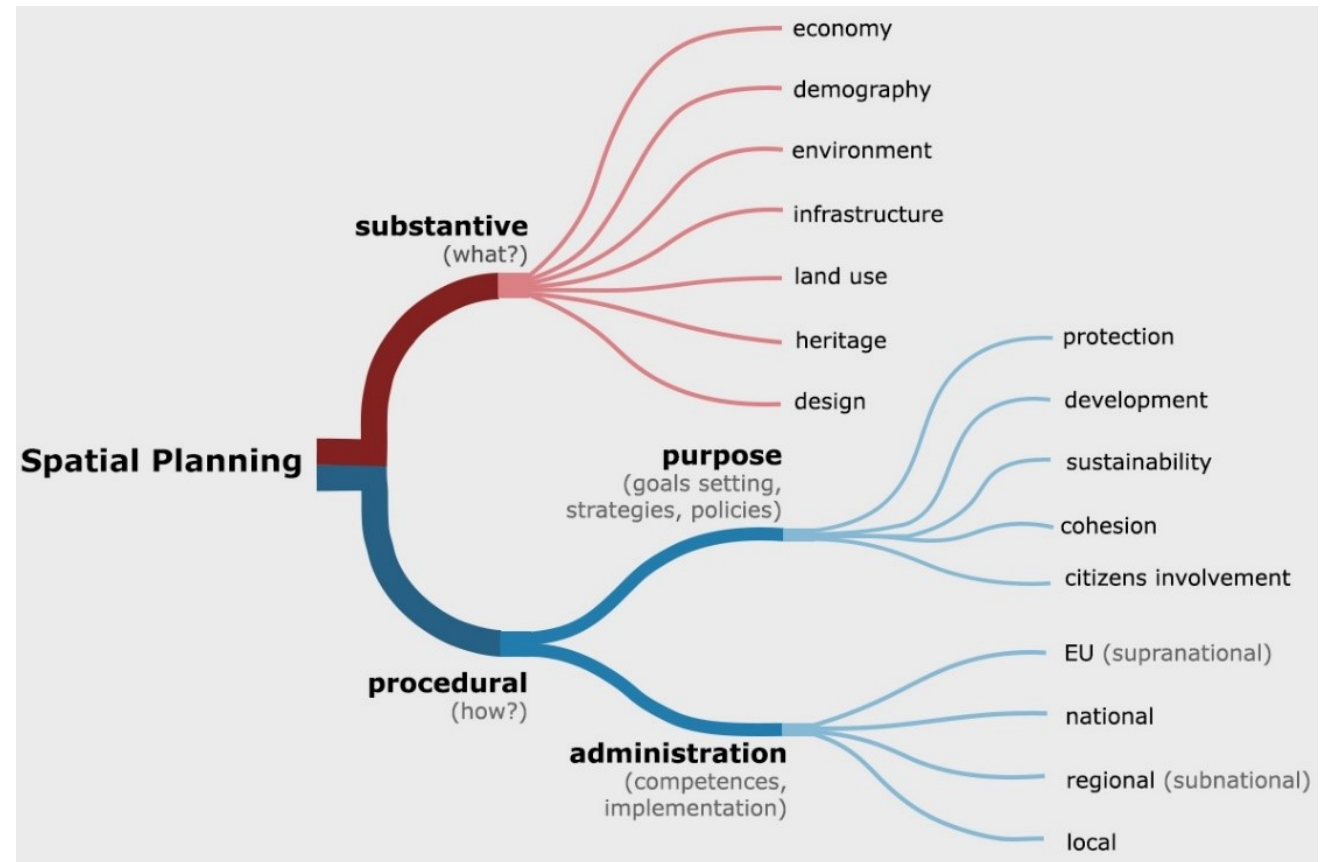 Spatial Planning
substantive
(what?)
economy
demography
environment
infrastructure
land use
heritage
design
procedural
(how?)
purpose
(goals setting,
strategies, policies)
protection
development
sustainability
cohesion
citizens involvement
administration
(competences,
implementation)
EU (supranational)
national
regional (subnational)
local